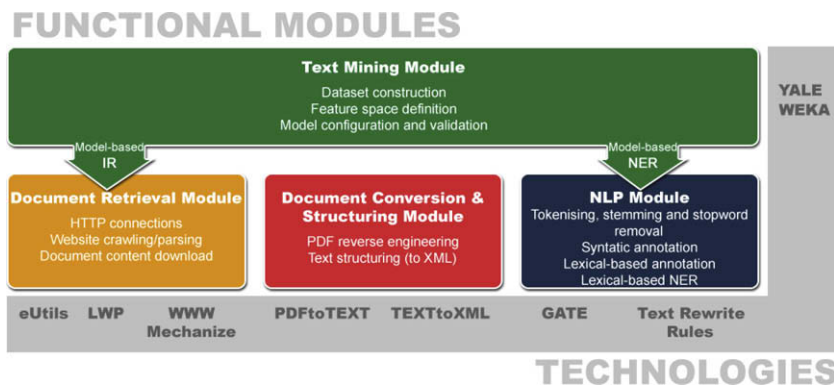 FUNCTIONAL MODULES
Text Mining Module
Dataset construction
Feature space definition
Model configuration and validation
YALE
WEKA
Model-based
IR
Model-based
NER
Document Retrieval Module
HTTP connections
Website crawling/parsing
Document content download
Document Conversion &
Structuring Module
PDF reverse engineering
Text structuring (to XML)
NLP Module
Tokenising, stemming and stopword
removal
Syntatic annotation
Lexical-based annotation
Lexical-based NER
eUtils
LWP
WWW
Mechanize
PDFtoTEXT
TEXTtoXML
GATE
Text Rewrite
Rules
TECHNOLOGIES